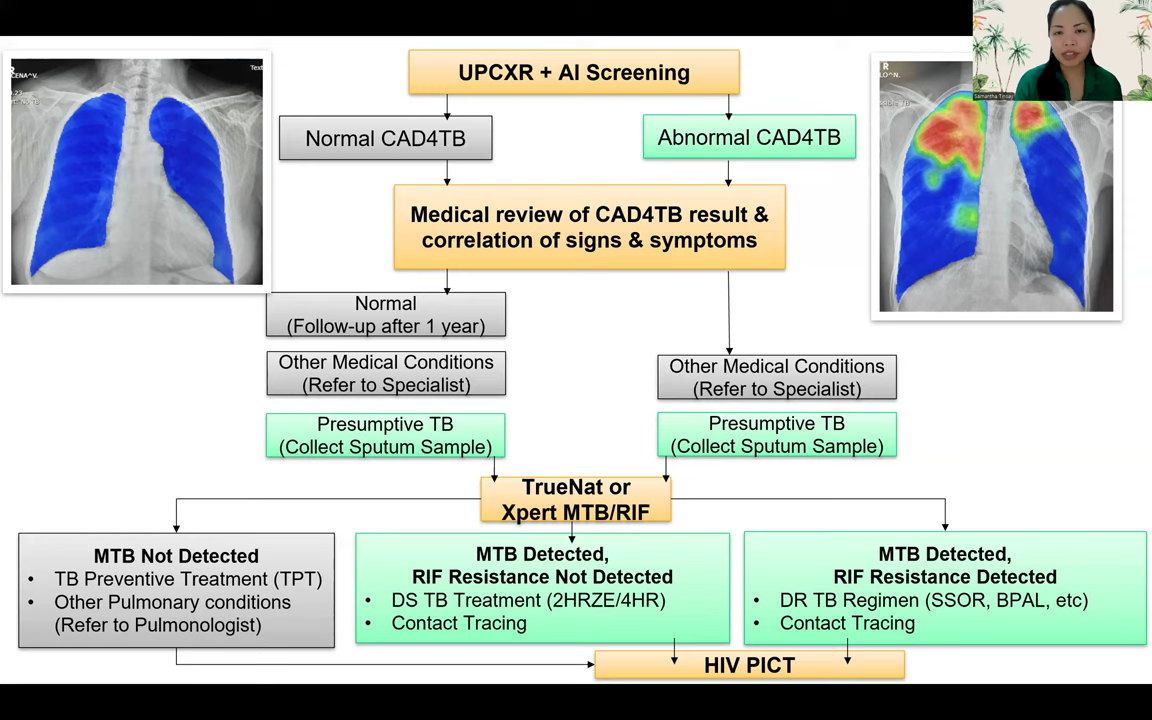 UPCXR + AI Screening
Normal CAD4TB
Abnormal CAD4TB
Medical review of CAD4TB result &
correlation of signs & symptoms
Normal
(Follow-up after 1 year)
Other Medical Conditions
(Refer to Specialist)
Presumptive TB
(Collect Sputum Sample)
Other Medical Conditions
(Refer to Specialist)
Presumptive TB
(Collect Sputum Sample)
TrueNat or
Xpert MTB/RIF
MTB Not Detected
• TB Preventive Treatment (TPT)
• Other Pulmonary conditions
(Refer to Pulmonologist)
MTB Detected,
RIF Resistance Not Detected
• DS TB Treatment (2HRZE/4HR)
• Contact Tracing
MTB Detected,
RIF Resistance Detected
• DR TB Regimen (SSOR, BPAL, etc)
• Contact Tracing
HIV PICT
R
Text
R
Samantha Tinsay